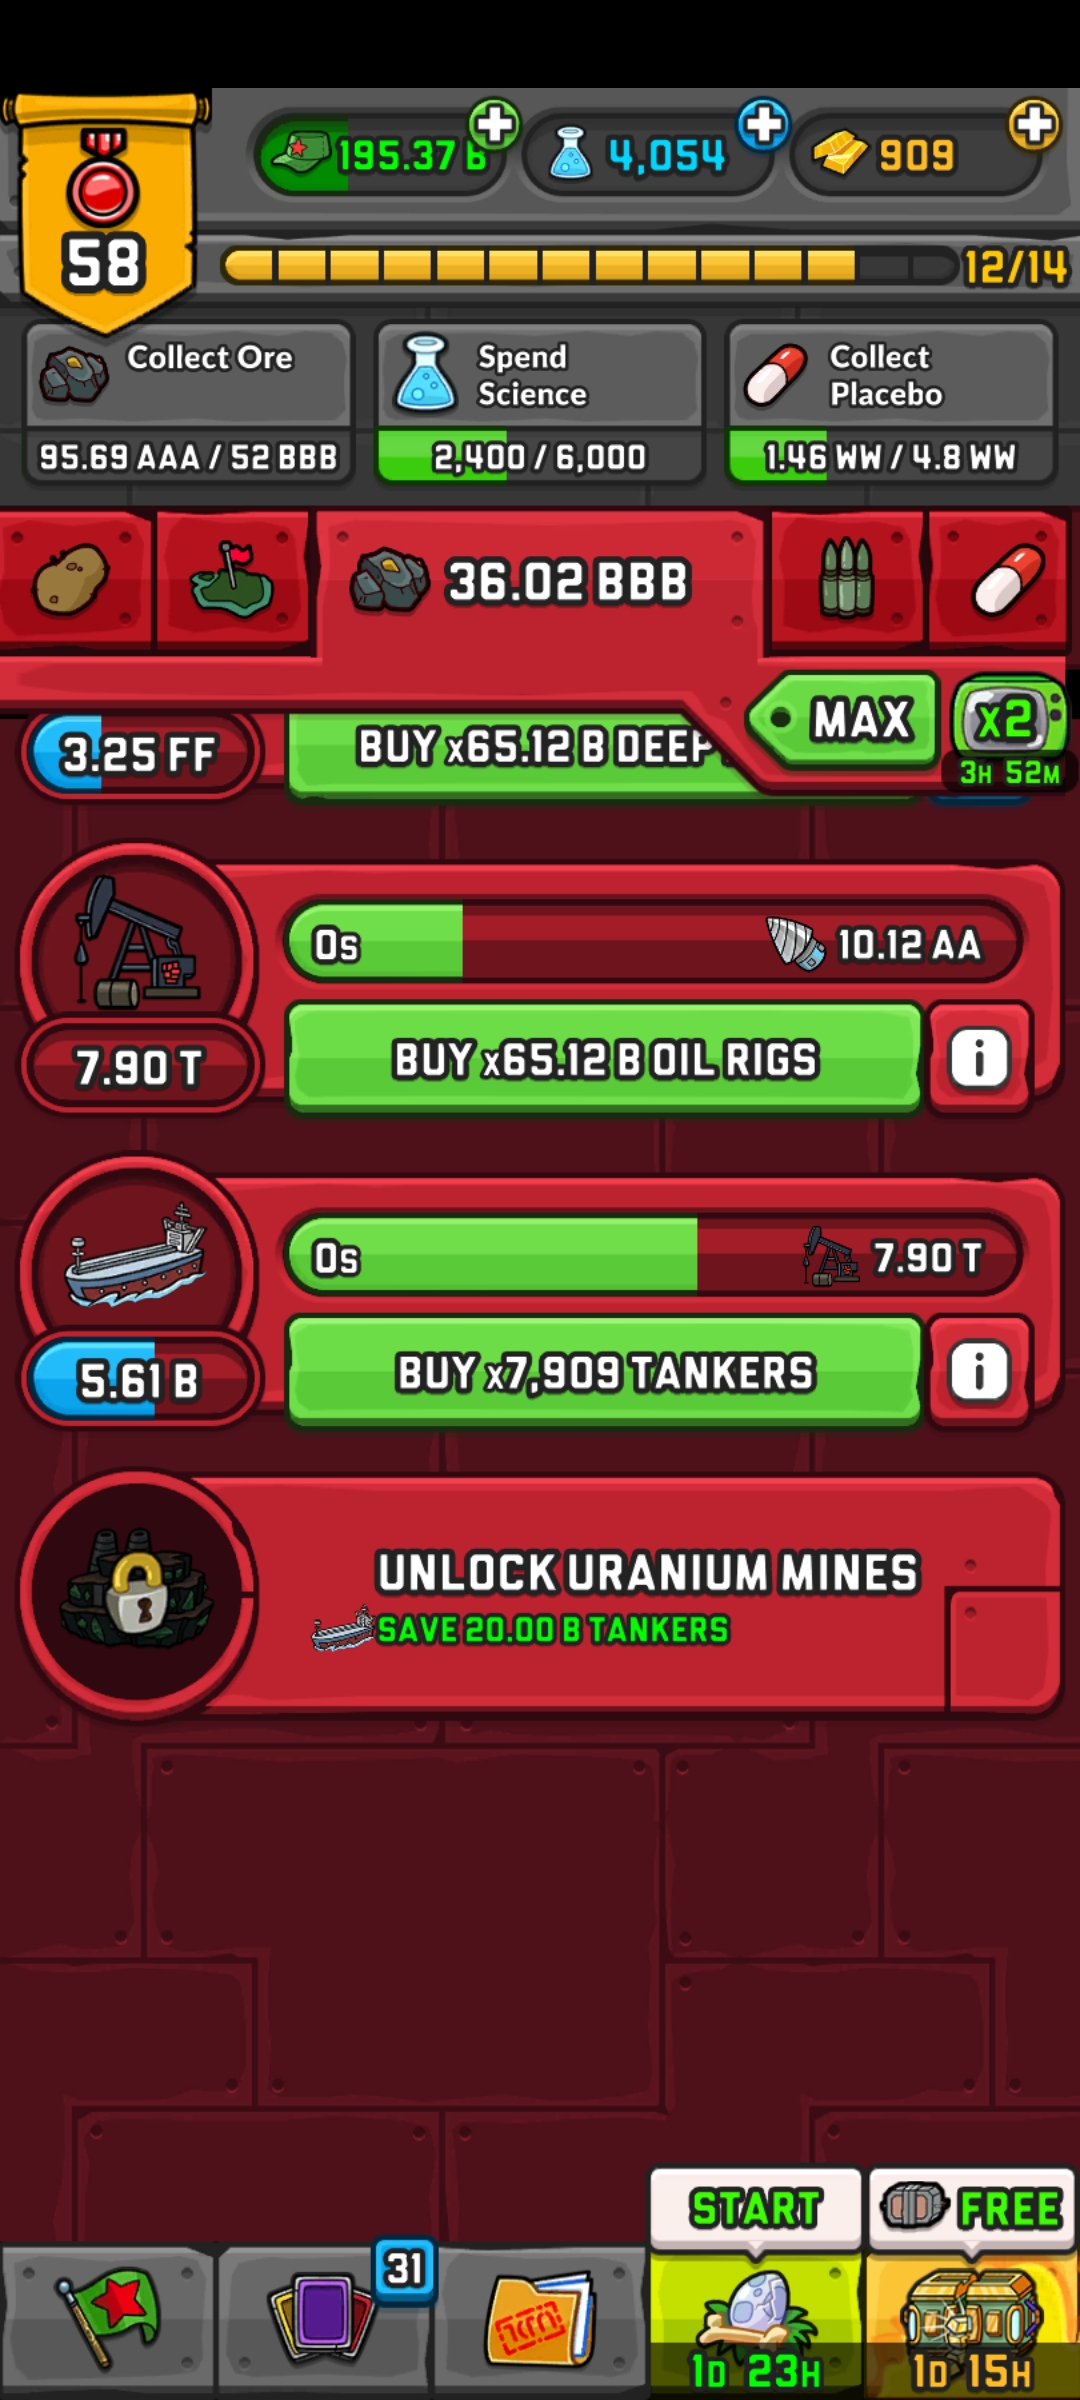 195.37 B
4,054
909
58
12/14
Collect Ore
95.69 AAA / 52 BBB
Spend
Science
2,400 / 6,000
Collect
Placebo
1.46 WW / 4.8 WW
36.02 BBB
MAX
x2
3H 52M
3.25 FF
BUY x65.12 B DEEP
0s
10.12 AA
7.90 T
BUY x65.12 B OIL RIGS
i
0s
7.90 T
5.61 B
BUY x7,909 TANKERS
i
UNLOCK URANIUM MINES
SAVE 20.00 B TANKERS
START
FREE
31
1D 23H
1D 15H